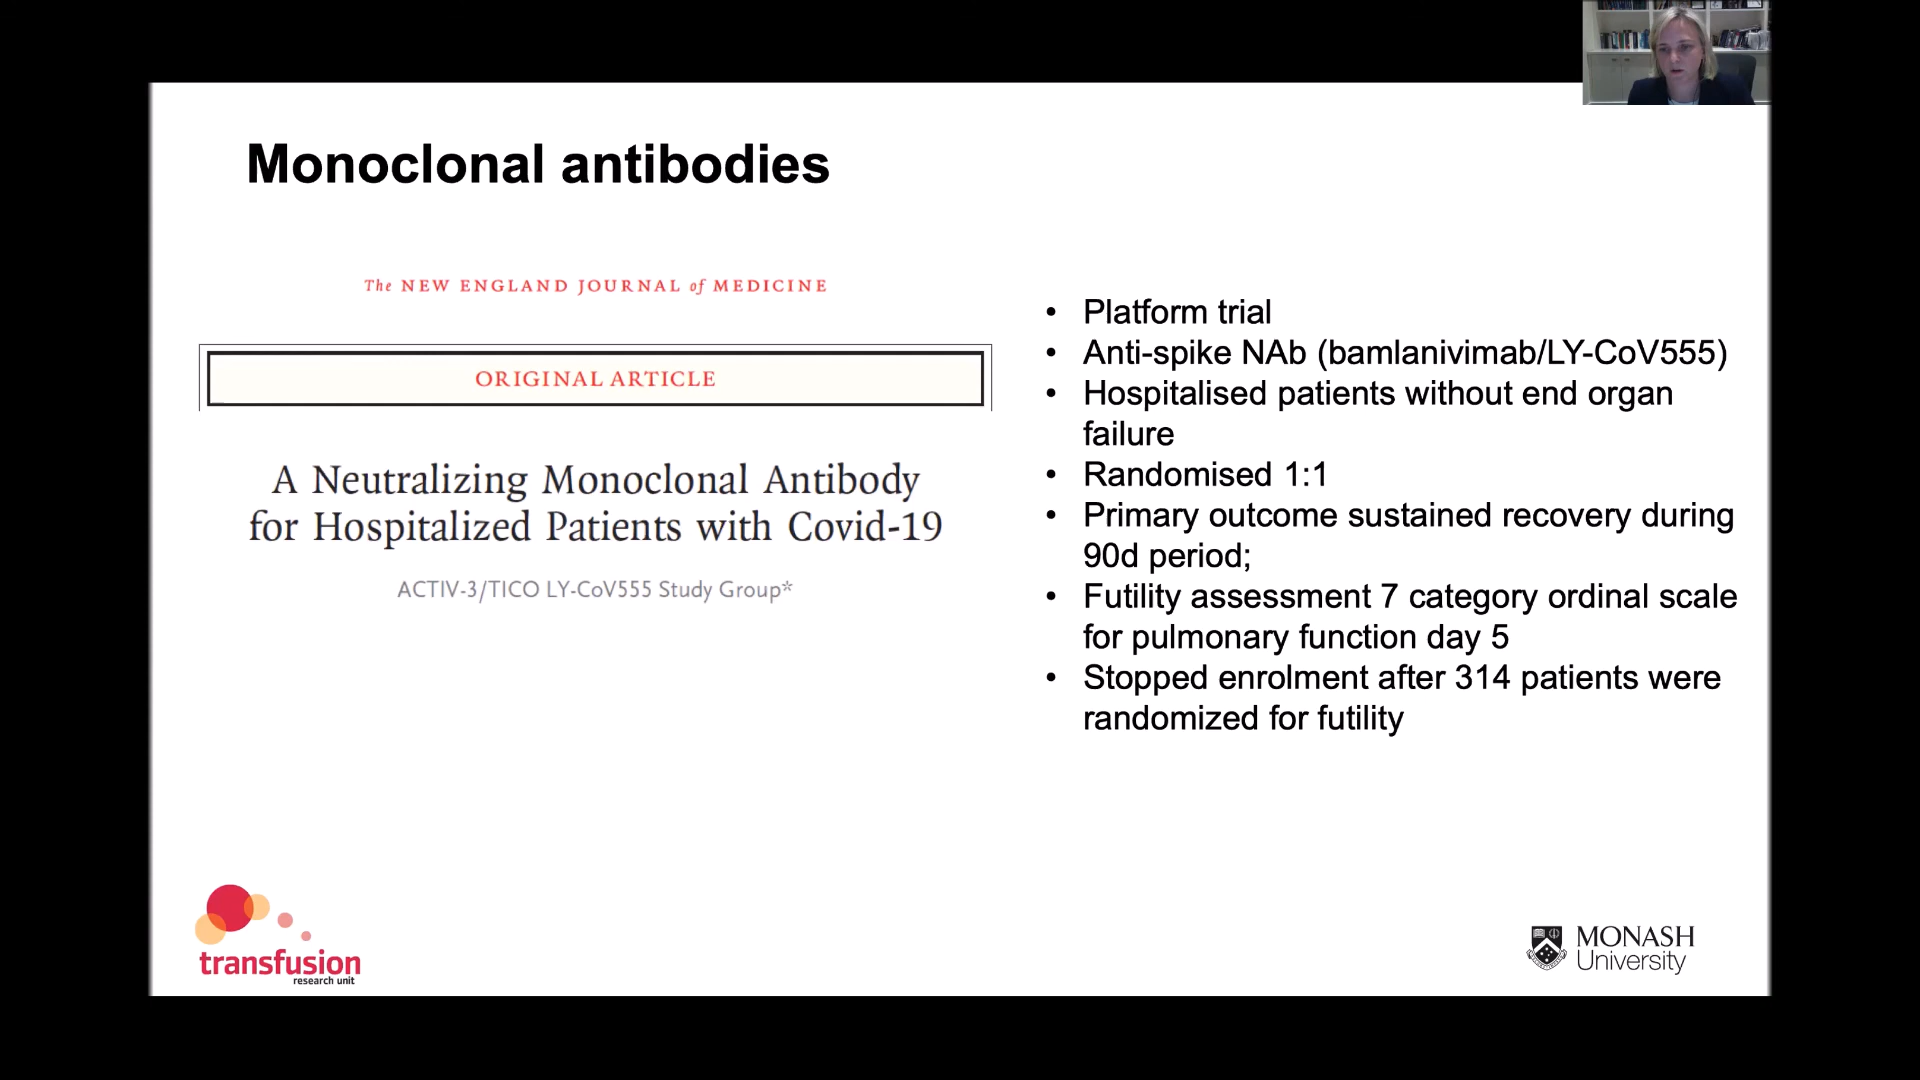 Monoclonal antibodies
The NEW ENGLAND JOURNAL of MEDICINE
ORIGINAL ARTICLE
A Neutralizing Monoclonal Antibody
for Hospitalized Patients with Covid-19
ACTIV-3/TICO LY-CoV555 Study Group*
• Platform trial
• Anti-spike NAb (bamlanivimab/LY-CoV555)
• Hospitalised patients without end organ
failure
• Randomised 1:1
• Primary outcome sustained recovery during
90d period;
• Futility assessment 7 category ordinal scale
for pulmonary function day 5
• Stopped enrolment after 314 patients were
randomized for futility
transfusion
research unit
MONASH
University